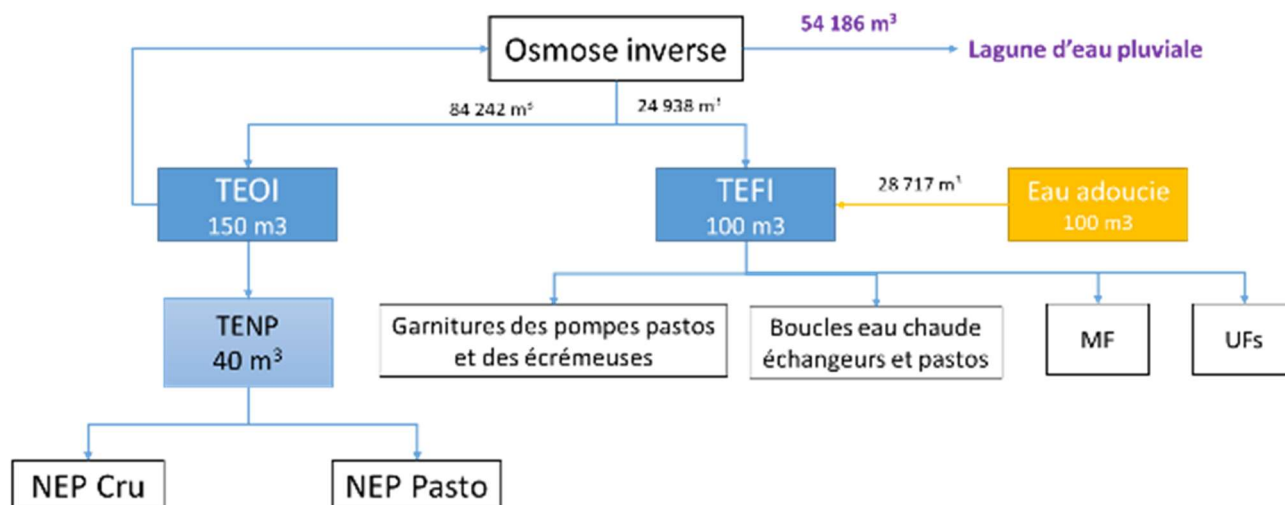 54 186 m³
Osmose inverse
Lagune d'eau pluviale
84 242 m³
24 938 m³
TEOI
150 m3
TEFI
100 m3
28 717 m³
Eau adoucie
100 m3
TENP
40 m³
Garnitures des pompes pastos
et des écrémeuses
Boucles eau chaude
échangeurs et pastos
MF
UFs
NEP Cru
NEP Pasto